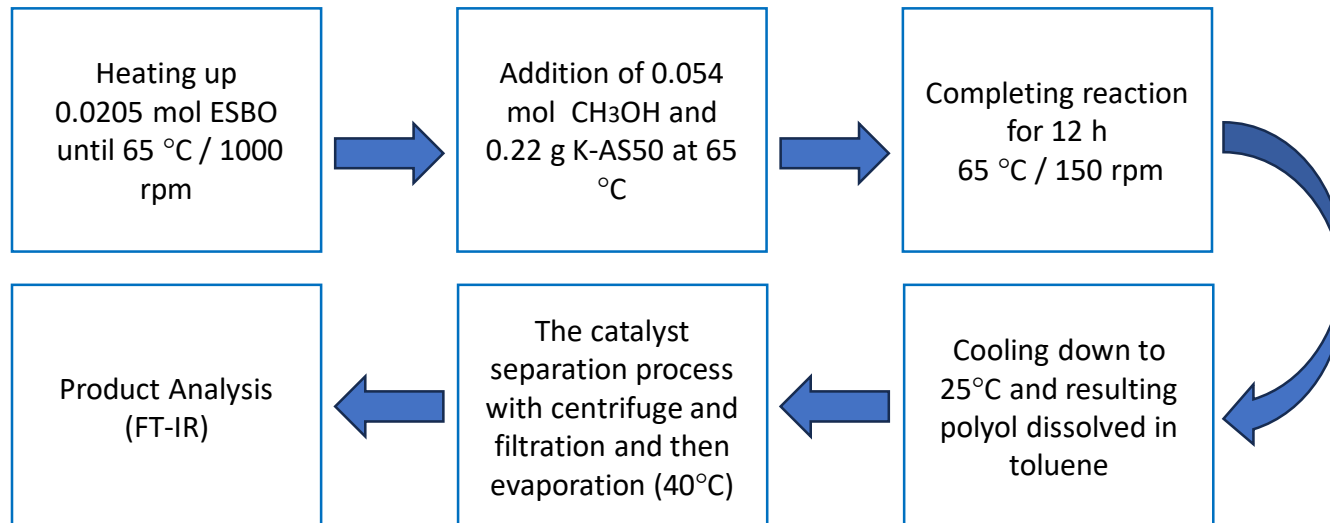 Heating up
0.0205 mol ESBO
until 65 °C / 1000
rpm
Addition of 0.054
mol CH3OH and
0.22 g K-AS50 at 65
°C
Completing reaction
for 12 h
65 °C / 150 rpm
Cooling down to
25°C and resulting
polyol dissolved in
toluene
The catalyst
separation process
with centrifuge and
filtration and then
evaporation (40°C)
Product Analysis
(FT-IR)